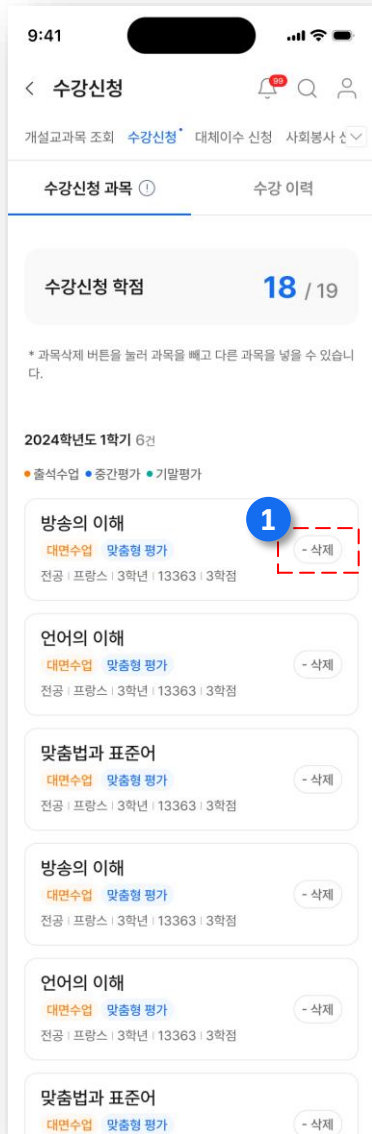 9:41
수강신청
99
개설교과목 조회 수강신청 대체이수 신청 사회봉사
수강신청 과목 수강 이력
수강신청 학점 18 / 19
* 과목삭제 버튼을 눌러 과목을 빼고 다른 과목을 넣을 수 있습니
다.
2024학년도 1학기 6건
출석수업 중간평가 기말평가
방송의 이해
1
대면수업 맞춤형 평가
- 삭제
전공 | 프랑스 | 3학년 | 13363 | 3학점
언어의 이해
대면수업 맞춤형 평가
- 삭제
전공 | 프랑스 | 3학년 | 13363 | 3학점
맞춤법과 표준어
대면수업 맞춤형 평가
- 삭제
전공 | 프랑스 | 3학년 | 13363 | 3학점
방송의 이해
대면수업 맞춤형 평가
- 삭제
전공 | 프랑스 | 3학년 | 13363 | 3학점
언어의 이해
대면수업 맞춤형 평가
- 삭제
전공 | 프랑스 | 3학년 | 13363 | 3학점
맞춤법과 표준어
대면수업 맞춤형 평가
- 삭제